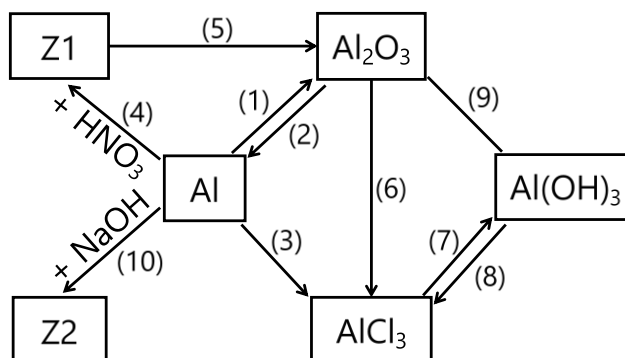 Z1
(5)
Al₂O₃
(4)
+ HNO₃
(1)
(2)
(9)
Al
(6)
Al(OH)₃
+ NaOH
(10)
(3)
(7)
(8)
Z2
AlCl₃